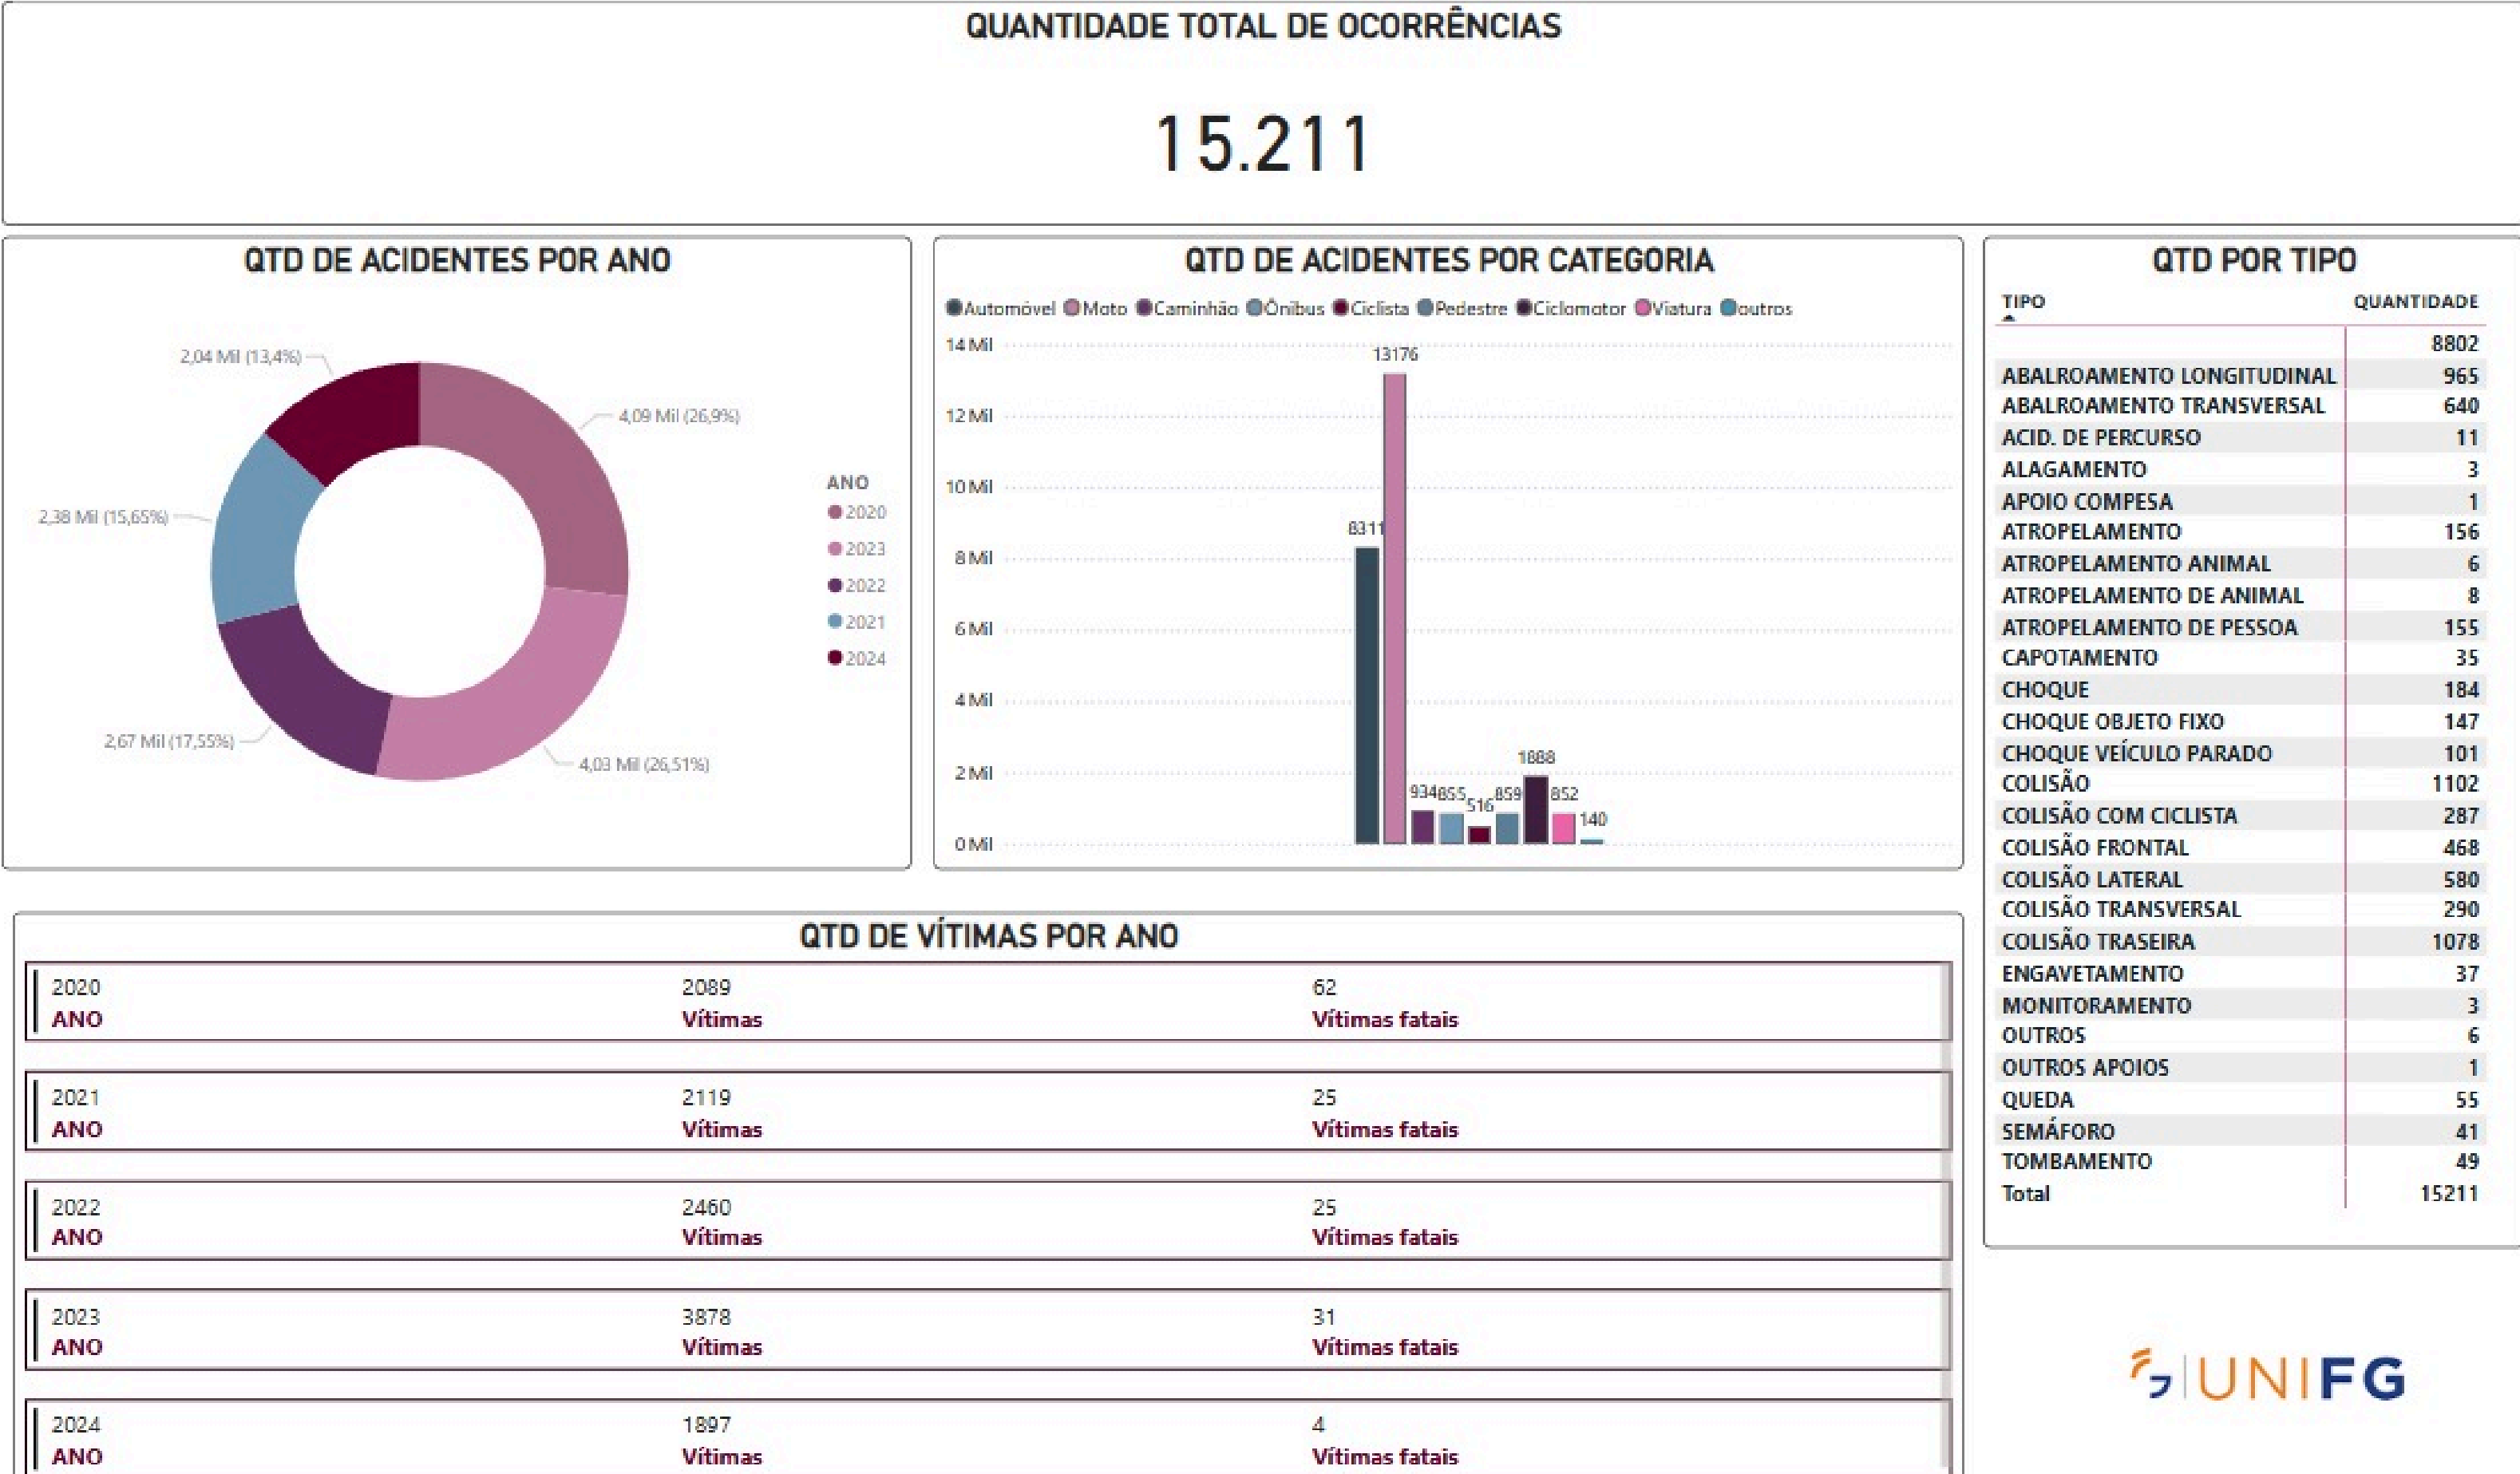 QUANTIDADE TOTAL DE OCORRÊNCIAS
15.211
QTD DE ACIDENTES POR ANO
2,04 Mil (13,4%)
4,09 Mil (26,9%)
2,38 Mil (15,65%)
2,67 Mil (17,55%)
4,03 Mil (26,51%)
ANO
2020
2023
2022
2021
2024
QTD DE ACIDENTES POR CATEGORIA
Automóvel Moto Caminhão Ônibus Ciclista Pedestre Ciclomotor Viatura outros
14 Mil
12 Mil
10 Mil
8 Mil
6 Mil
4 Mil
2 Mil
0 Mil
8311
13176
934
855
516
859
1888
852
140
QTD POR TIPO
TIPO QUANTIDADE
8802
ABALROAMENTO LONGITUDINAL 965
ABALROAMENTO TRANSVERSAL 640
ACID. DE PERCURSO 11
ALAGAMENTO 3
APOIO COMPESA 1
ATROPELAMENTO 156
ATROPELAMENTO ANIMAL 6
ATROPELAMENTO DE ANIMAL 8
ATROPELAMENTO DE PESSOA 155
CAPOTAMENTO 35
CHOQUE 184
CHOQUE OBJETO FIXO 147
CHOQUE VEÍCULO PARADO 101
COLISÃO 1102
COLISÃO COM CICLISTA 287
COLISÃO FRONTAL 468
COLISÃO LATERAL 580
COLISÃO TRANSVERSAL 290
COLISÃO TRASEIRA 1078
ENGAVETAMENTO 37
MONITORAMENTO 3
OUTROS 6
OUTROS APOIOS 1
QUEDA 55
SEMÁFORO 41
TOMBAMENTO 49
Total 15211
QTD DE VÍTIMAS POR ANO
2020 2089 62
ANO Vítimas Vítimas fatais
2021 2119 25
ANO Vítimas Vítimas fatais
2022 2460 25
ANO Vítimas Vítimas fatais
2023 3878 31
ANO Vítimas Vítimas fatais
2024 1897 4
ANO Vítimas Vítimas fatais
UNIFG